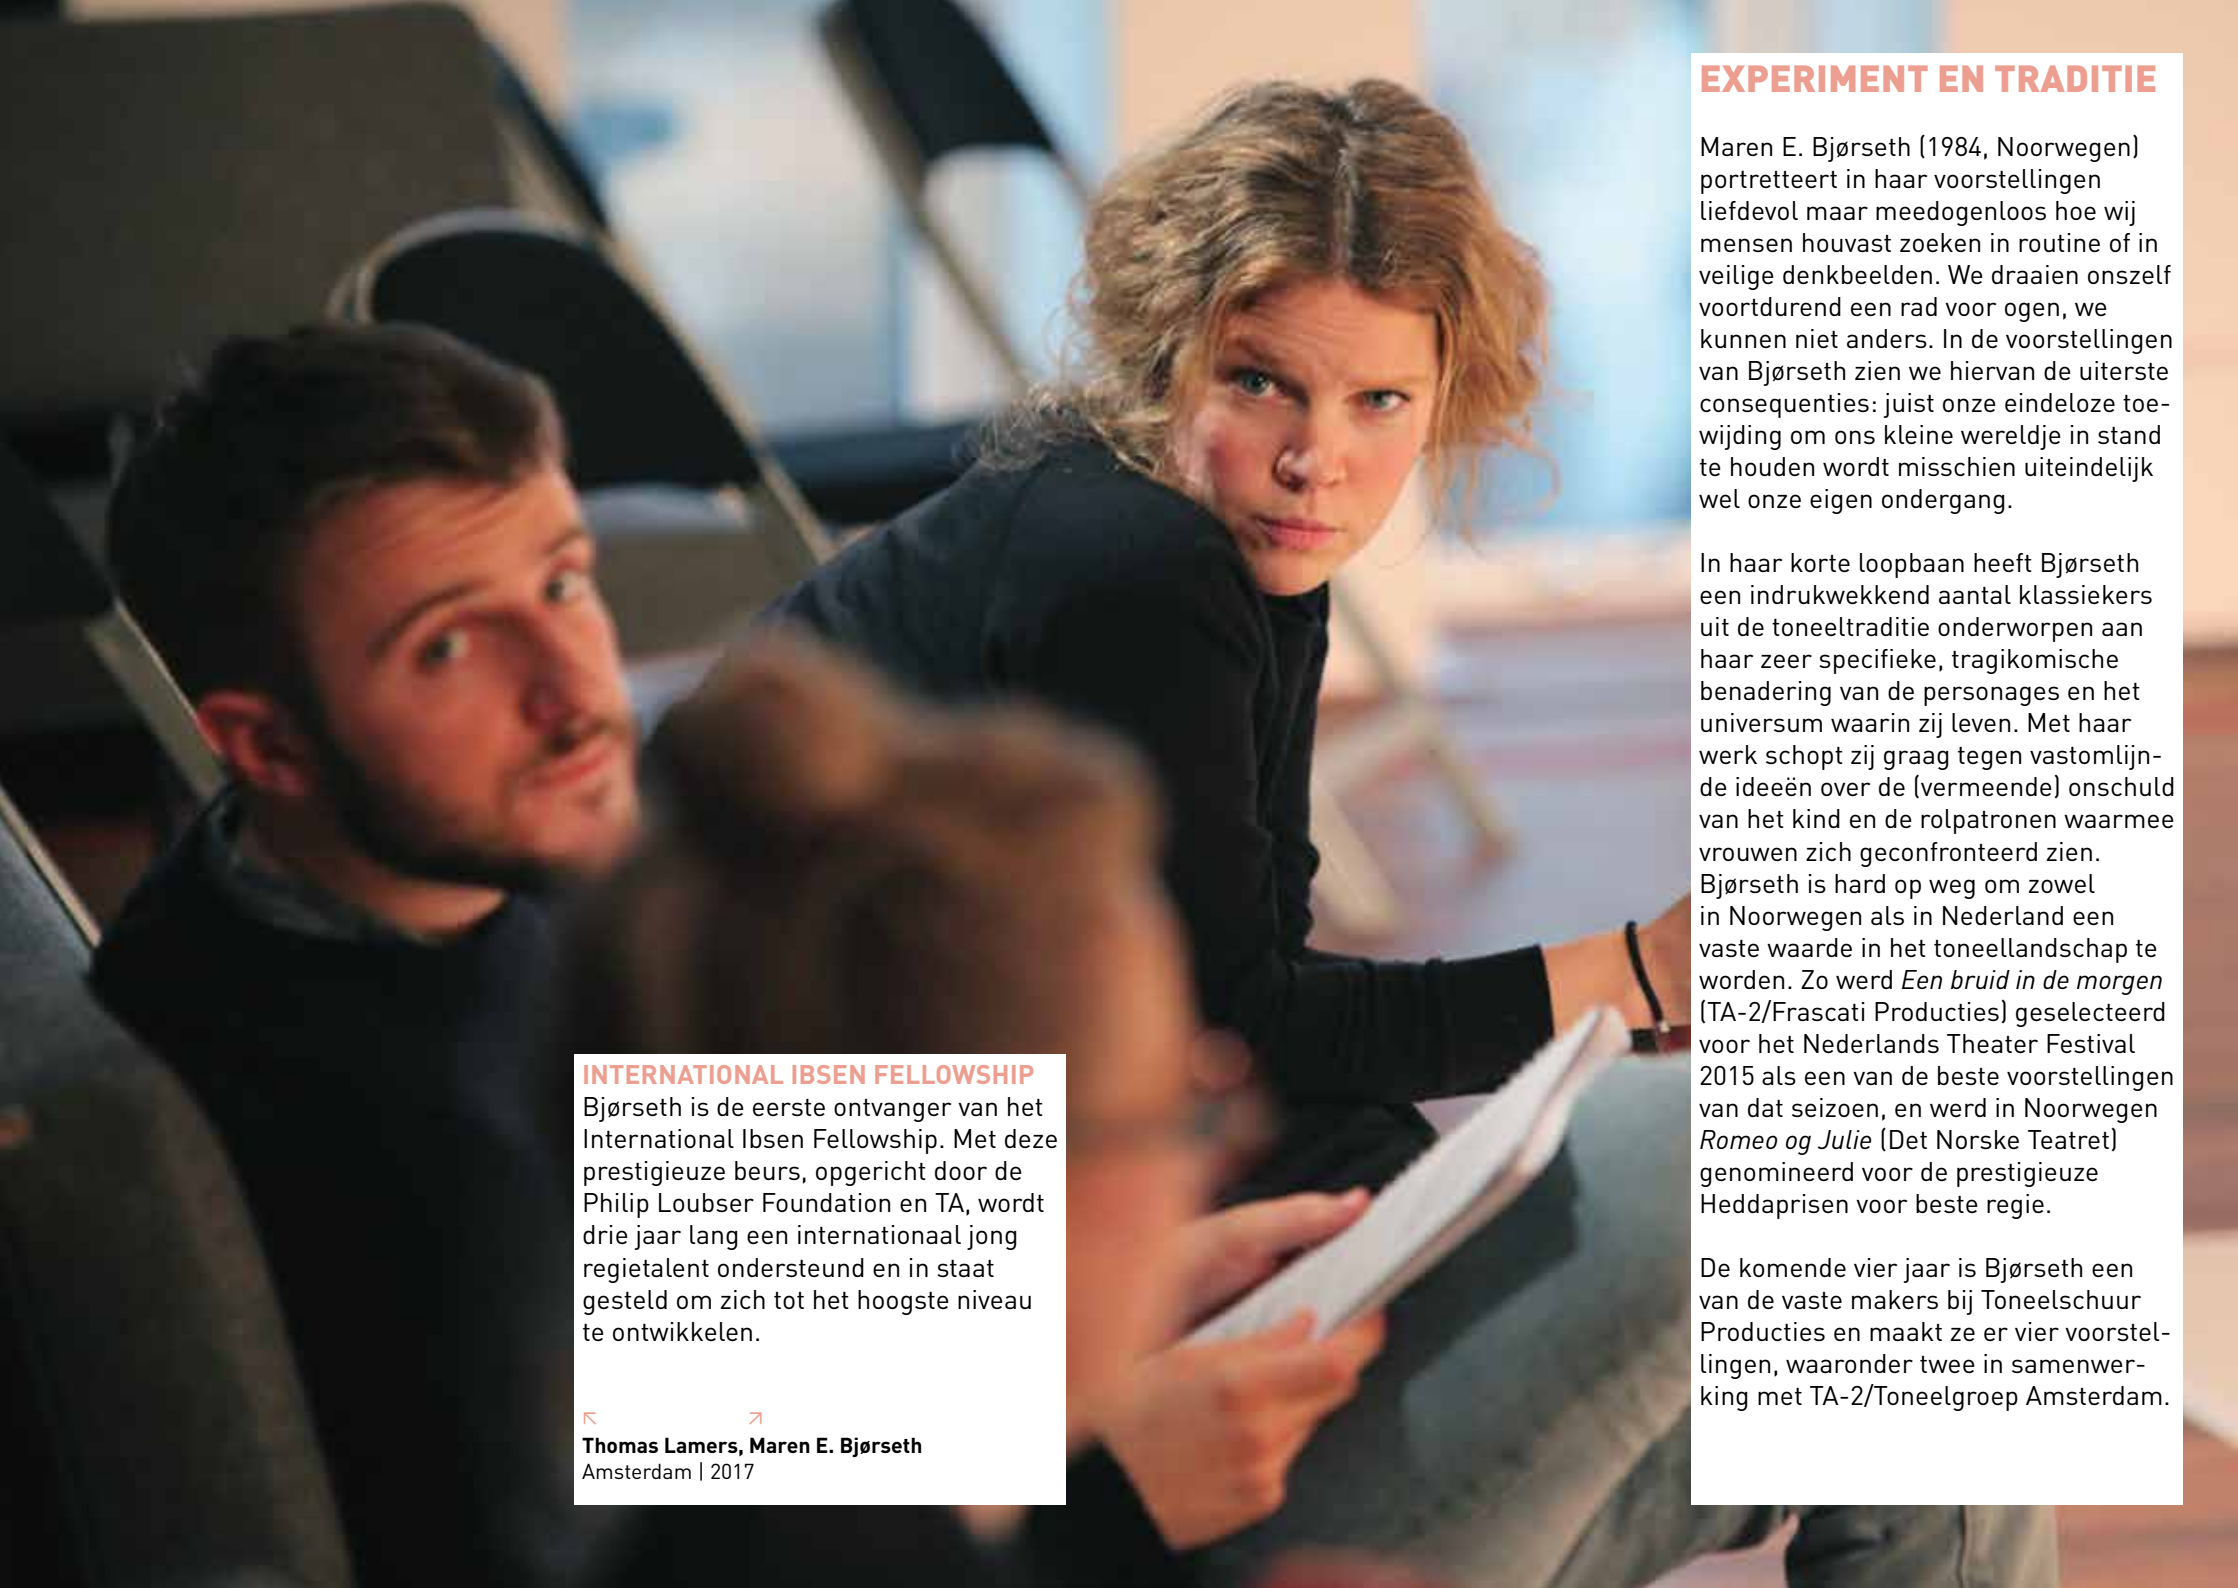 EXPERIMENT EN TRADITIE
Maren E. Bjørseth (1984, Noorwegen)
portretteert in haar voorstellingen
liefdevol maar meedogenloos hoe wij
mensen houvast zoeken in routine of in
veilige denkbeelden. We draaien onszelf
voortdurend een rad voor ogen, we
kunnen niet anders. In de voorstellingen
van Bjørseth zien we hiervan de uiterste
consequenties: juist onze eindeloze toe-
wijding om ons kleine wereldje in stand
te houden wordt misschien uiteindelijk
wel onze eigen ondergang.
In haar korte loopbaan heeft Bjørseth
een indrukwekkend aantal klassiekers
uit de toneeltraditie onderworpen aan
haar zeer specifieke, tragikomische
benadering van de personages en het
universum waarin zij leven. Met haar
werk schopt zij graag tegen vastomlijn-
de ideeën over de (vermeende) onschuld
van het kind en de rolpatronen waarmee
vrouwen zich geconfronteerd zien.
Bjørseth is hard op weg om zowel
in Noorwegen als in Nederland een
vaste waarde in het toneellandschap te
worden. Zo werd Een bruid in de morgen
(TA-2/Frascati Producties) geselecteerd
voor het Nederlands Theater Festival
2015 als een van de beste voorstellingen
van dat seizoen, en werd in Noorwegen
Romeo og Julie (Det Norske Teatret)
genomineerd voor de prestigieuze
Heddaprisen voor beste regie.
De komende vier jaar is Bjørseth een
van de vaste makers bij Toneelschuur
Producties en maakt ze er vier voorstel-
lingen, waaronder twee in samenwer-
king met TA-2/Toneelgroep Amsterdam.
INTERNATIONAL IBSEN FELLOWSHIP
Bjørseth is de eerste ontvanger van het
International Ibsen Fellowship. Met deze
prestigieuze beurs, opgericht door de
Philip Loubser Foundation en TA, wordt
drie jaar lang een internationaal jong
regietalent ondersteund en in staat
gesteld om zich tot het hoogste niveau
te ontwikkelen.
Thomas Lamers, Maren E. Bjørseth
Amsterdam | 2017